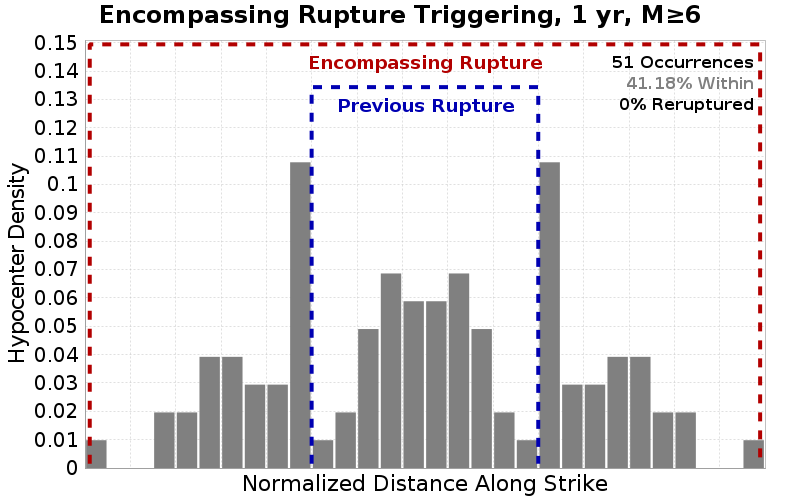 Encompassing Rupture Triggering, 1 yr, M≥6
0.15
0.14
0.13
0.12
0.11
0.1
0.09
0.08
0.07
0.06
0.05
0.04
0.03
0.02
0.01
0
Hypocenter Density
Encompassing Rupture
Previous Rupture
51 Occurrences
41.18% Within
0% Reruptured
Normalized Distance Along Strike